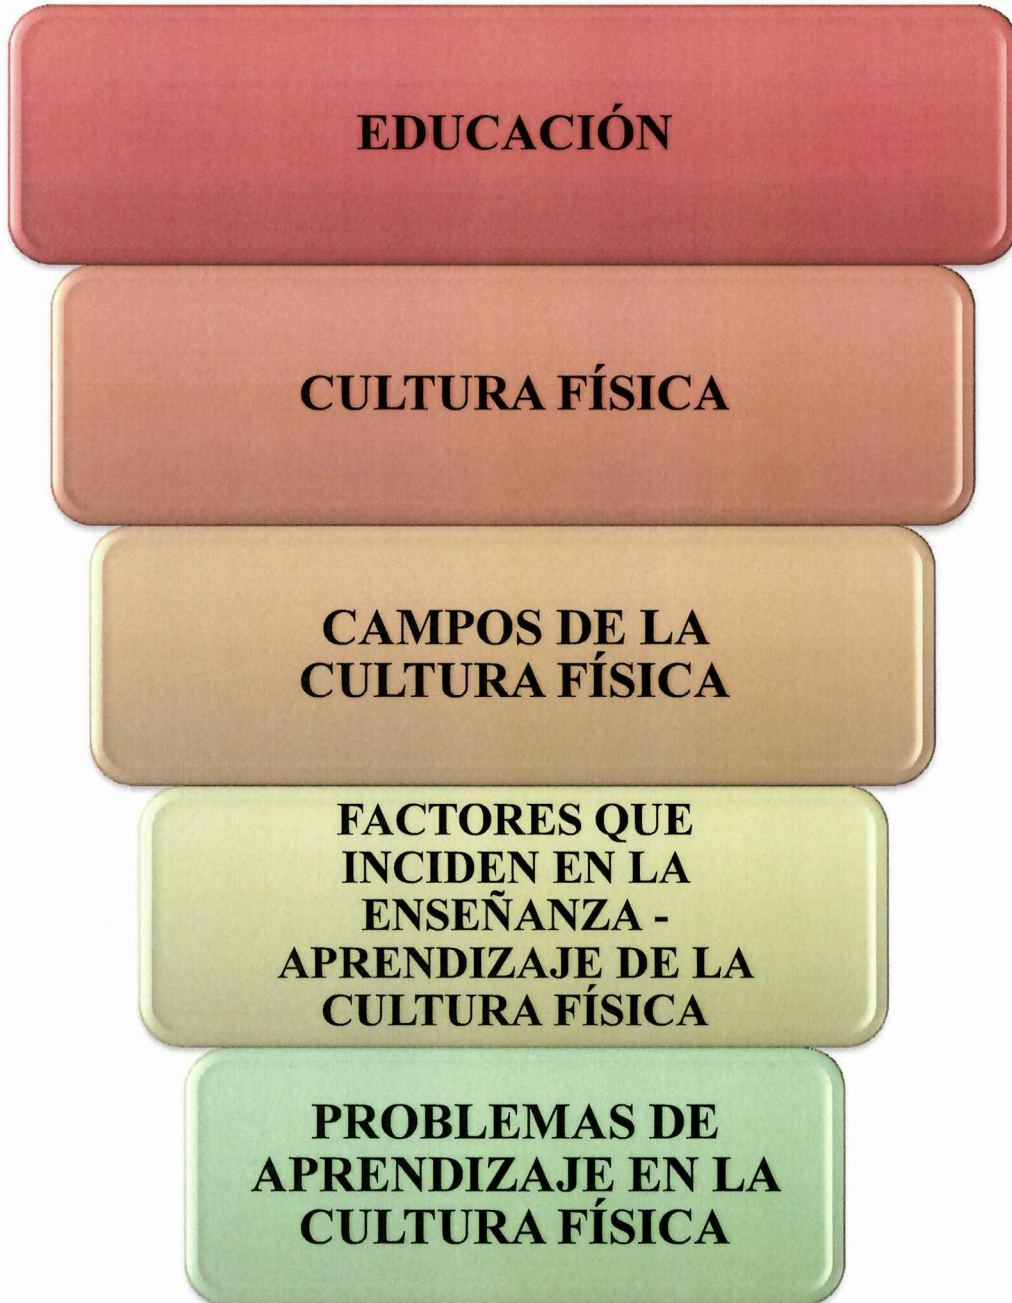 EDUCACIÓN
CULTURA FÍSICA
CAMPOS DE LA
CULTURA FÍSICA
FACTORES QUE
INCIDEN EN LA
ENSEÑANZA -
APRENDIZAJE DE LA
CULTURA FÍSICA
PROBLEMAS DE
APRENDIZAJE EN LA
CULTURA FÍSICA